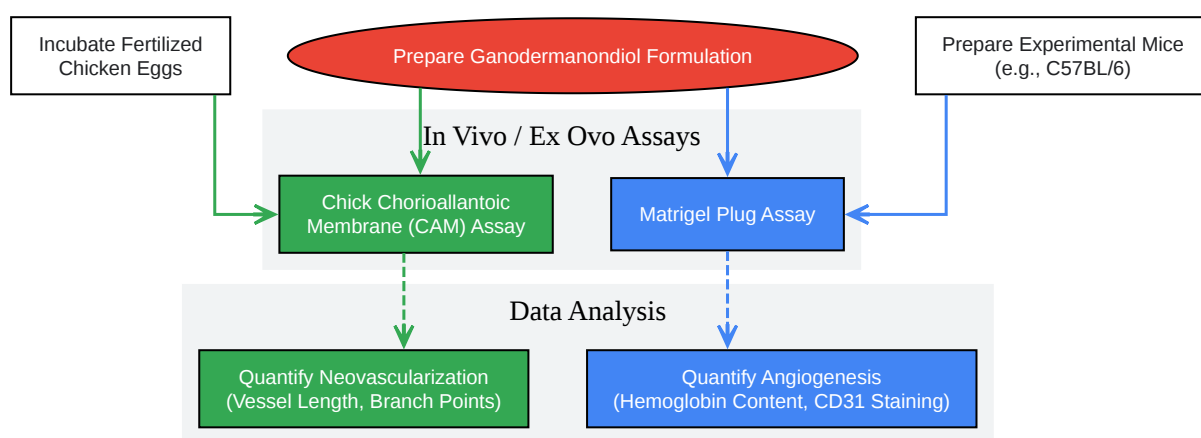 Incubate Fertilized
Chicken Eggs
Prepare Ganodermanondiol Formulation
Prepare Experimental Mice
(e.g., C57BL/6)
In Vivo / Ex Ovo Assays
Chick Chorioallantoic
Membrane (CAM) Assay
Matrigel Plug Assay
Data Analysis
Quantify Neovascularization
(Vessel Length, Branch Points)
Quantify Angiogenesis
(Hemoglobin Content, CD31 Staining)